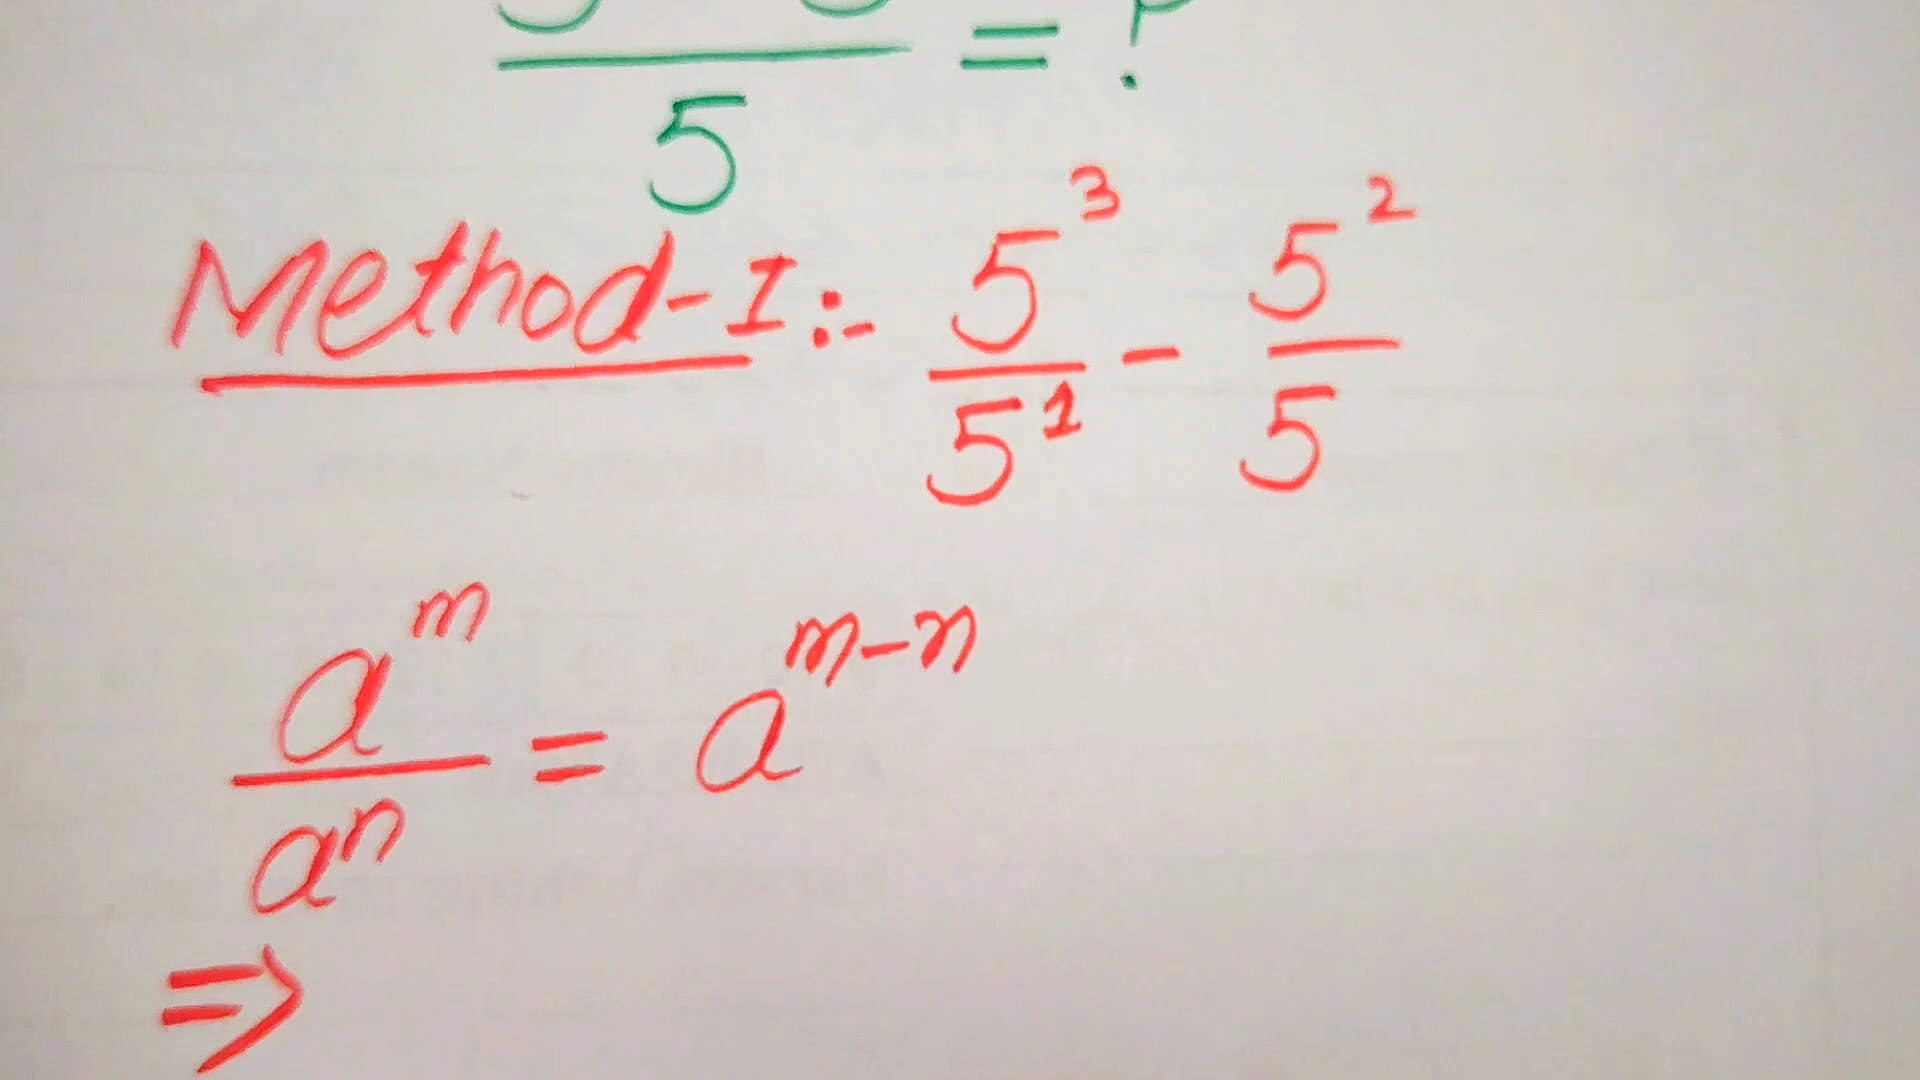 5 = ?
Method-I:- 5³/5¹ - 5²/5
aᵐ/aⁿ = aᵐ⁻ⁿ
⇒